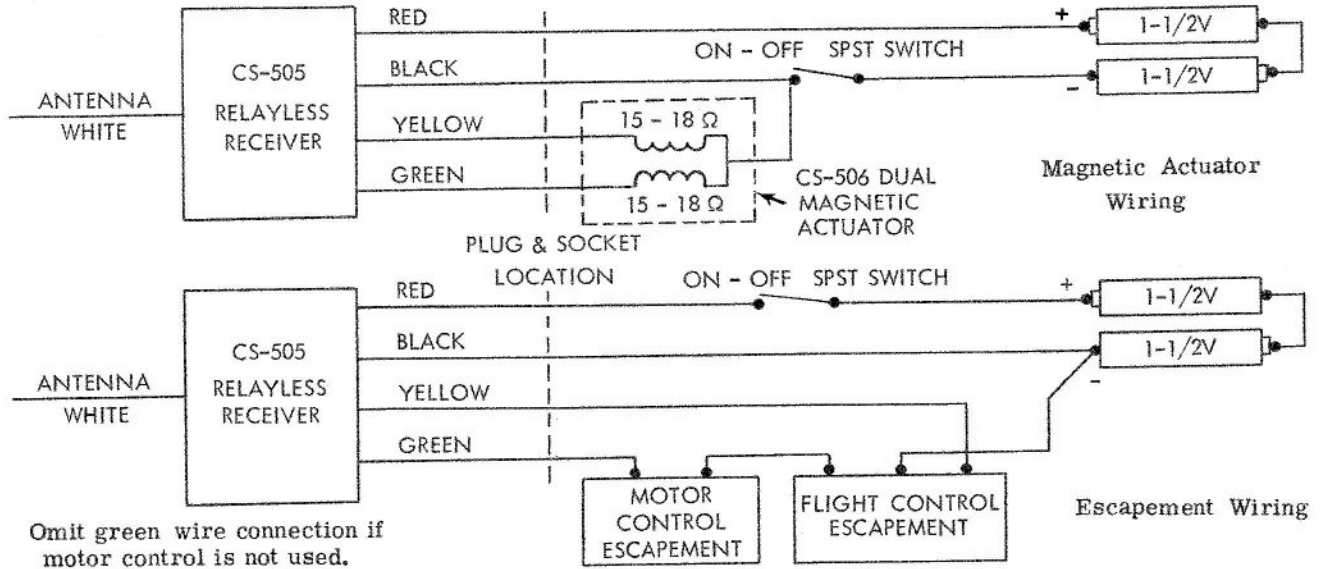 RED
+
1-1/2V
ON - OFF SPST SWITCH
CS-505
RELAYLESS
RECEIVER
BLACK
-
1-1/2V
ANTENNA
WHITE
YELLOW
15 - 18 Ω
GREEN
15 - 18 Ω
CS-506 DUAL
MAGNETIC
ACTUATOR
Magnetic Actuator
Wiring
PLUG & SOCKET
LOCATION
RED
ON - OFF SPST SWITCH
+
1-1/2V
CS-505
RELAYLESS
RECEIVER
BLACK
-
1-1/2V
ANTENNA
WHITE
YELLOW
GREEN
MOTOR
CONTROL
ESCAPEMENT
FLIGHT CONTROL
ESCAPEMENT
Escapement Wiring
Omit green wire connection if
motor control is not used.